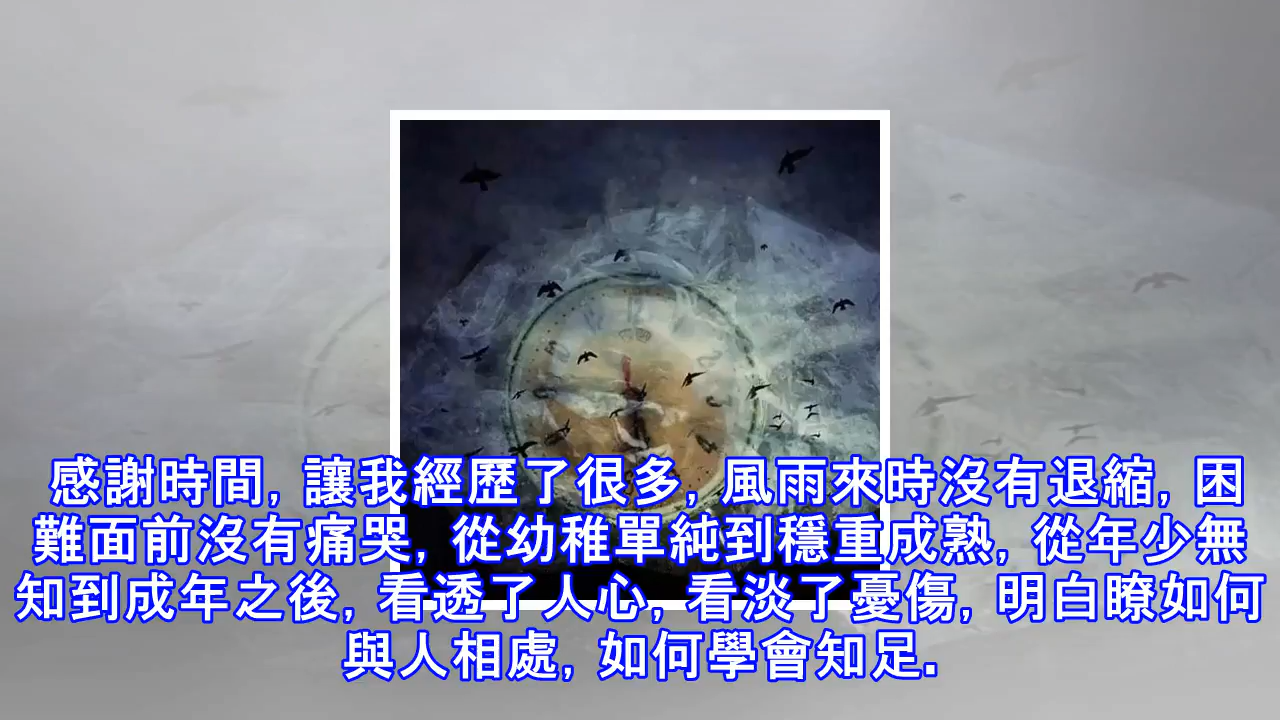 感謝時間, 讓我經歷了很多, 風雨來時沒有退縮, 困
難面前沒有痛哭, 從幼稚單純到穩重成熟, 從年少無
知到成年之後, 看透了人心, 看淡了憂傷, 明白瞭如何
與人相處, 如何學會知足.